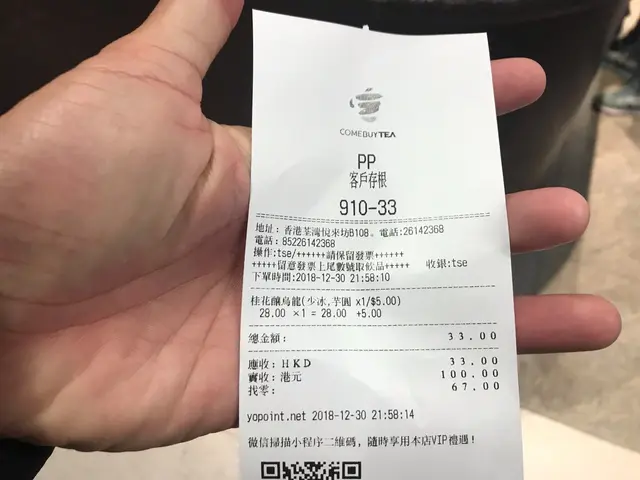 COMEBUYTEA
PP
客戶存根
910-33
地址: 香港荃灣悅來坊B108。電話:26142368
電話:85226142368
操作:tse/++++++請保留發票++++++
+++++留意發票上尾數號取飲品+++++ 收銀:tse
下單時間:2018-12-30 21:58:10
桂花釀烏龍(少冰,芋圓 x1/$5.00)
28.00 ×1 = 28.00 +5.00
總金額: 33.00
應收: HKD 33.00
實收: 港元 100.00
找零: 67.00
yopoint.net 2018-12-30 21:58:14
微信掃描小程序二維碼，隨時享用本店VIP禮遇！